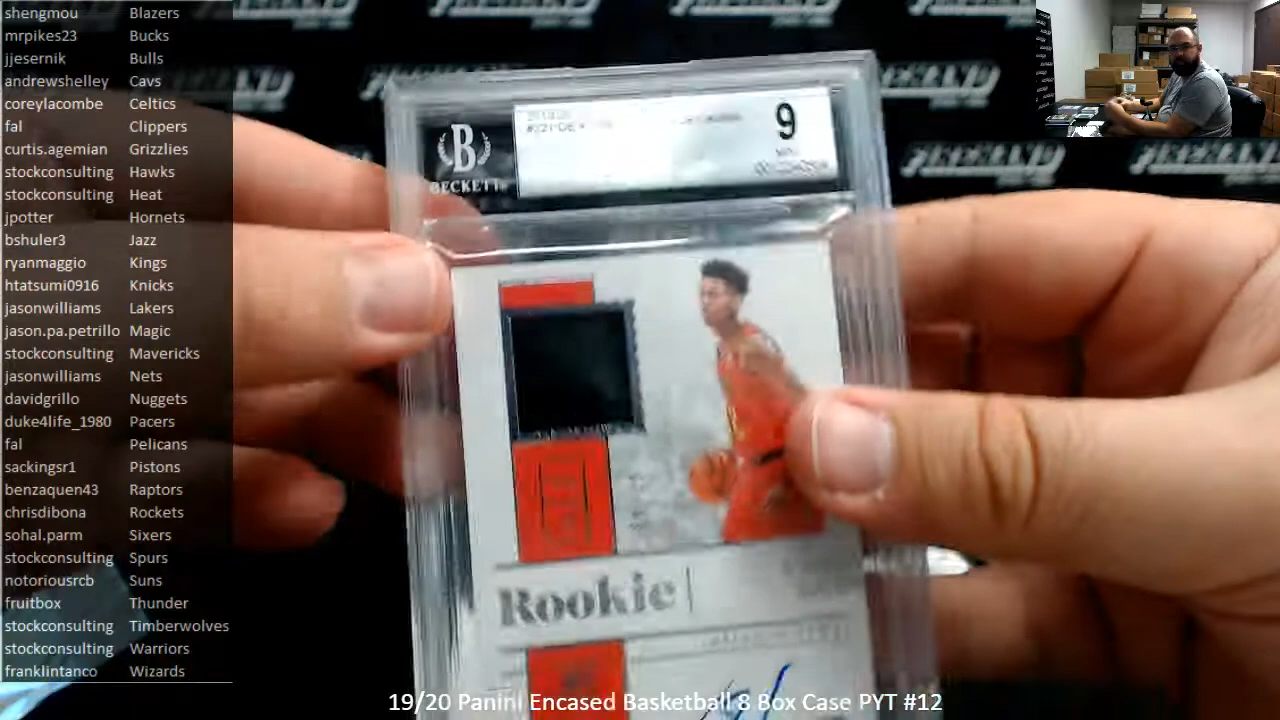 shengmou Blazers
mrpikes23 Bucks
jjesernik Bulls
andrewshelley Cavs
coreylacombe Celtics
fal Clippers
curtis.agemian Grizzlies
stockconsulting Hawks
stockconsulting Heat
jpotter Hornets
bshuler3 Jazz
ryanmaggio Kings
htatsumi0916 Knicks
jasonwilliams Lakers
jason.pa.petrillo Magic
stockconsulting Mavericks
jasonwilliams Nets
davidgrillo Nuggets
duke4life_1980 Pacers
fal Pelicans
sackingsr1 Pistons
benzaquen43 Raptors
chrisdibona Rockets
sohal.parm Sixers
stockconsulting Spurs
notoriousrcb Suns
fruitbox Thunder
stockconsulting Timberwolves
stockconsulting Warriors
franklintanco Wizards
B
BECKETT
9
Rookie
19/20 Panini Encased Basketball 8 Box Case PYT #12